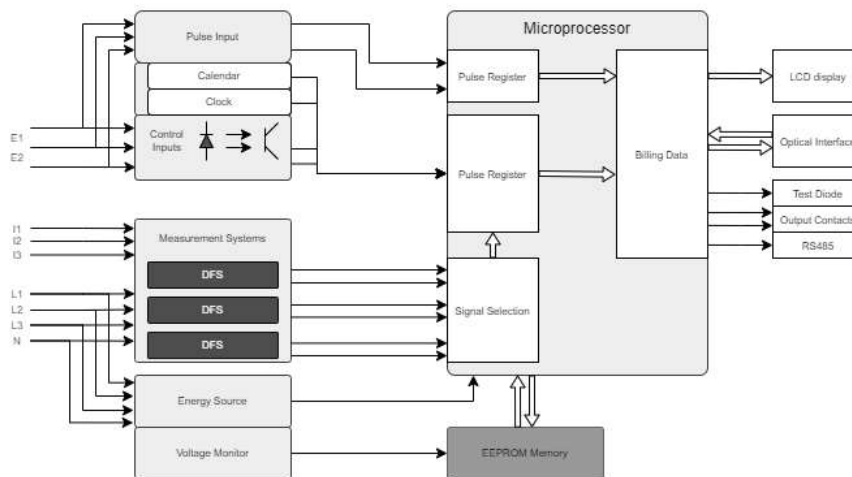 Microprocessor
Pulse Input
Calendar
Clock
Control
Inputs
E1
E2
Pulse Register
Pulse Register
Billing Data
LCD display
Optical Interface
Test Diode
Output Contacts
RS485
I1
I2
I3
Measurement Systems
DFS
DFS
DFS
L1
L2
L3
N
Signal Selection
Energy Source
Voltage Monitor
EEPROM Memory